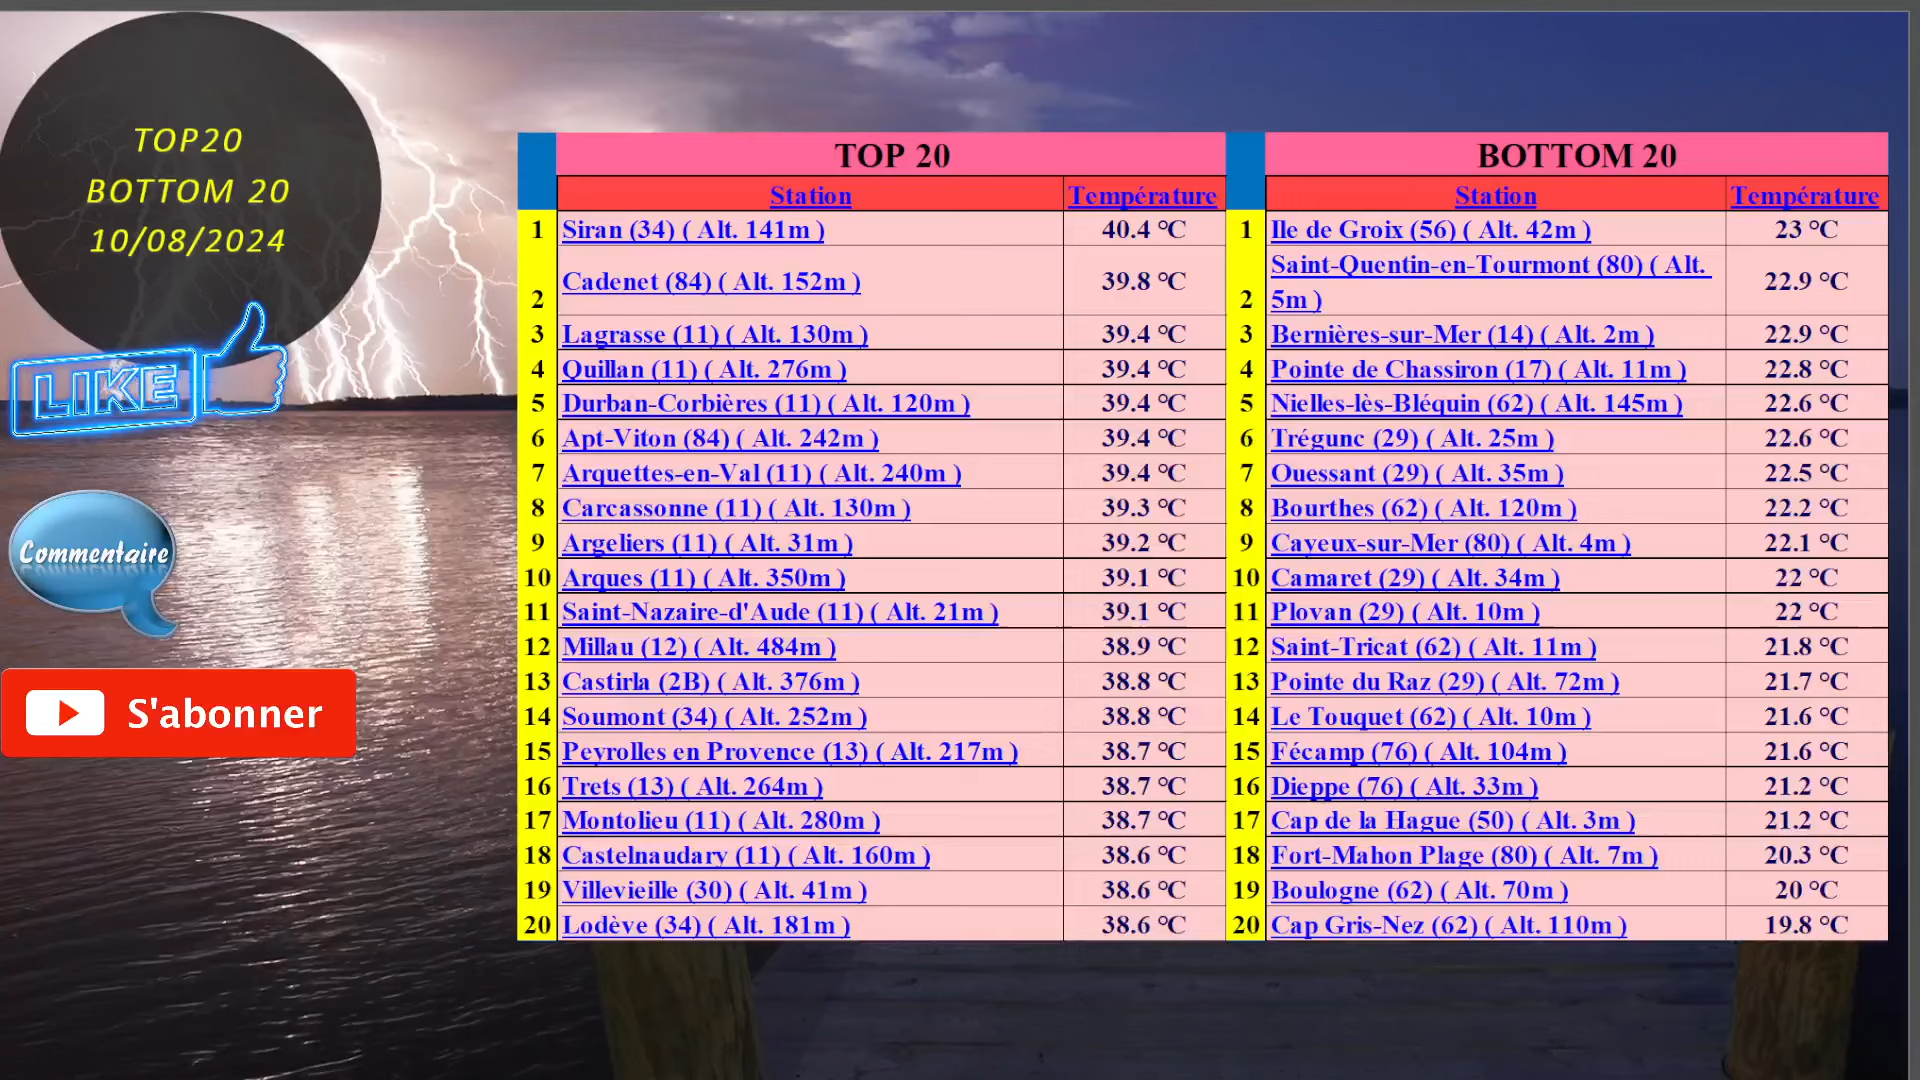 TOP20
BOTTOM 20
10/08/2024
LIKE
Commentaire
S'abonner
TOP 20
Station Température
1 Siran (34) ( Alt. 141m ) 40.4 °C
2 Cadenet (84) ( Alt. 152m ) 39.8 °C
3 Lagrasse (11) ( Alt. 130m ) 39.4 °C
4 Quillan (11) ( Alt. 276m ) 39.4 °C
5 Durban-Corbières (11) ( Alt. 120m ) 39.4 °C
6 Apt-Viton (84) ( Alt. 242m ) 39.4 °C
7 Arquettes-en-Val (11) ( Alt. 240m ) 39.4 °C
8 Carcassonne (11) ( Alt. 130m ) 39.3 °C
9 Argeliers (11) ( Alt. 31m ) 39.2 °C
10 Arques (11) ( Alt. 350m ) 39.1 °C
11 Saint-Nazaire-d'Aude (11) ( Alt. 21m ) 39.1 °C
12 Millau (12) ( Alt. 484m ) 38.9 °C
13 Castirla (2B) ( Alt. 376m ) 38.8 °C
14 Soumont (34) ( Alt. 252m ) 38.8 °C
15 Peyrolles en Provence (13) ( Alt. 217m ) 38.7 °C
16 Trets (13) ( Alt. 264m ) 38.7 °C
17 Montolieu (11) ( Alt. 280m ) 38.7 °C
18 Castelnaudary (11) ( Alt. 160m ) 38.6 °C
19 Villevieille (30) ( Alt. 41m ) 38.6 °C
20 Lodève (34) ( Alt. 181m ) 38.6 °C
BOTTOM 20
Station Température
1 Ile de Groix (56) ( Alt. 42m ) 23 °C
2 Saint-Quentin-en-Tourmont (80) ( Alt.
5m ) 22.9 °C
3 Bernières-sur-Mer (14) ( Alt. 2m ) 22.9 °C
4 Pointe de Chassiron (17) ( Alt. 11m ) 22.8 °C
5 Nielles-lès-Bléquin (62) ( Alt. 145m ) 22.6 °C
6 Trégunc (29) ( Alt. 25m ) 22.6 °C
7 Ouessant (29) ( Alt. 35m ) 22.5 °C
8 Bourthes (62) ( Alt. 120m ) 22.2 °C
9 Cayeux-sur-Mer (80) ( Alt. 4m ) 22.1 °C
10 Camaret (29) ( Alt. 34m ) 22 °C
11 Plovan (29) ( Alt. 10m ) 22 °C
12 Saint-Tricat (62) ( Alt. 11m ) 21.8 °C
13 Pointe du Raz (29) ( Alt. 72m ) 21.7 °C
14 Le Touquet (62) ( Alt. 10m ) 21.6 °C
15 Fécamp (76) ( Alt. 104m ) 21.6 °C
16 Dieppe (76) ( Alt. 33m ) 21.2 °C
17 Cap de la Hague (50) ( Alt. 3m ) 21.2 °C
18 Fort-Mahon Plage (80) ( Alt. 7m ) 20.3 °C
19 Boulogne (62) ( Alt. 70m ) 20 °C
20 Cap Gris-Nez (62) ( Alt. 110m ) 19.8 °C